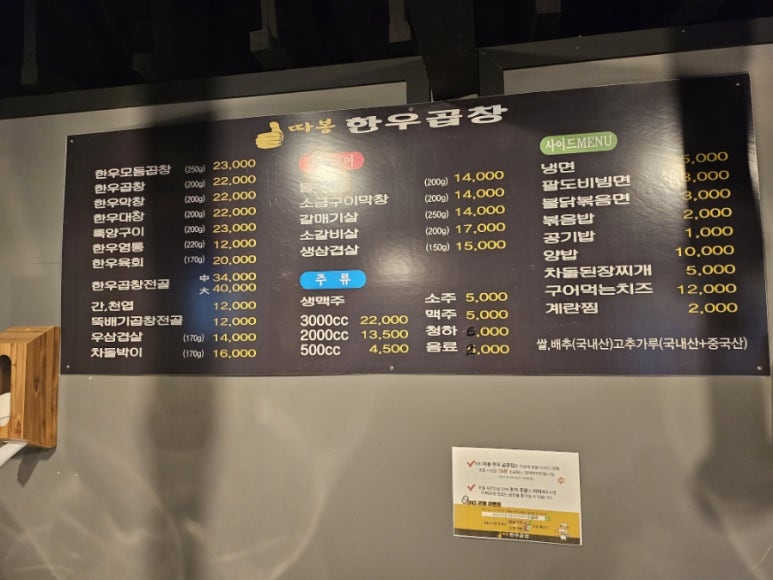 따봉 한우곱창
한우모듬곱창 (250g) 23,000
한우곱창 (200g) 22,000
한우막창 (200g) 22,000
한우대창 (200g) 22,000
특양구이 (200g) 23,000
한우염통 (220g) 12,000
한우육회 (170g) 20,000
한우곱창전골 中 34,000
大 40,000
간,천엽 12,000
뚝배기곱창전골 12,000
우삼겹살 (170g) 14,000
차돌박이 (170g) 16,000
(200g) 14,000
소금구이막창 (200g) 14,000
갈매기살 (250g) 14,000
소갈비살 (200g) 17,000
생삼겹살 (150g) 15,000
주 류
생맥주
3000cc 22,000
2000cc 13,500
500cc 4,500
소주 5,000
맥주 5,000
청하
음료
사이드MENU
냉면 5,000
팔도비빔면 3,000
불닭볶음면 3,000
볶음밥 2,000
공기밥 1,000
양밥 10,000
차돌된장찌개 5,000
구어먹는치즈 12,000
계란찜 2,000
쌀,배추(국내산)고추가루(국내산+중국산)
한우곱창